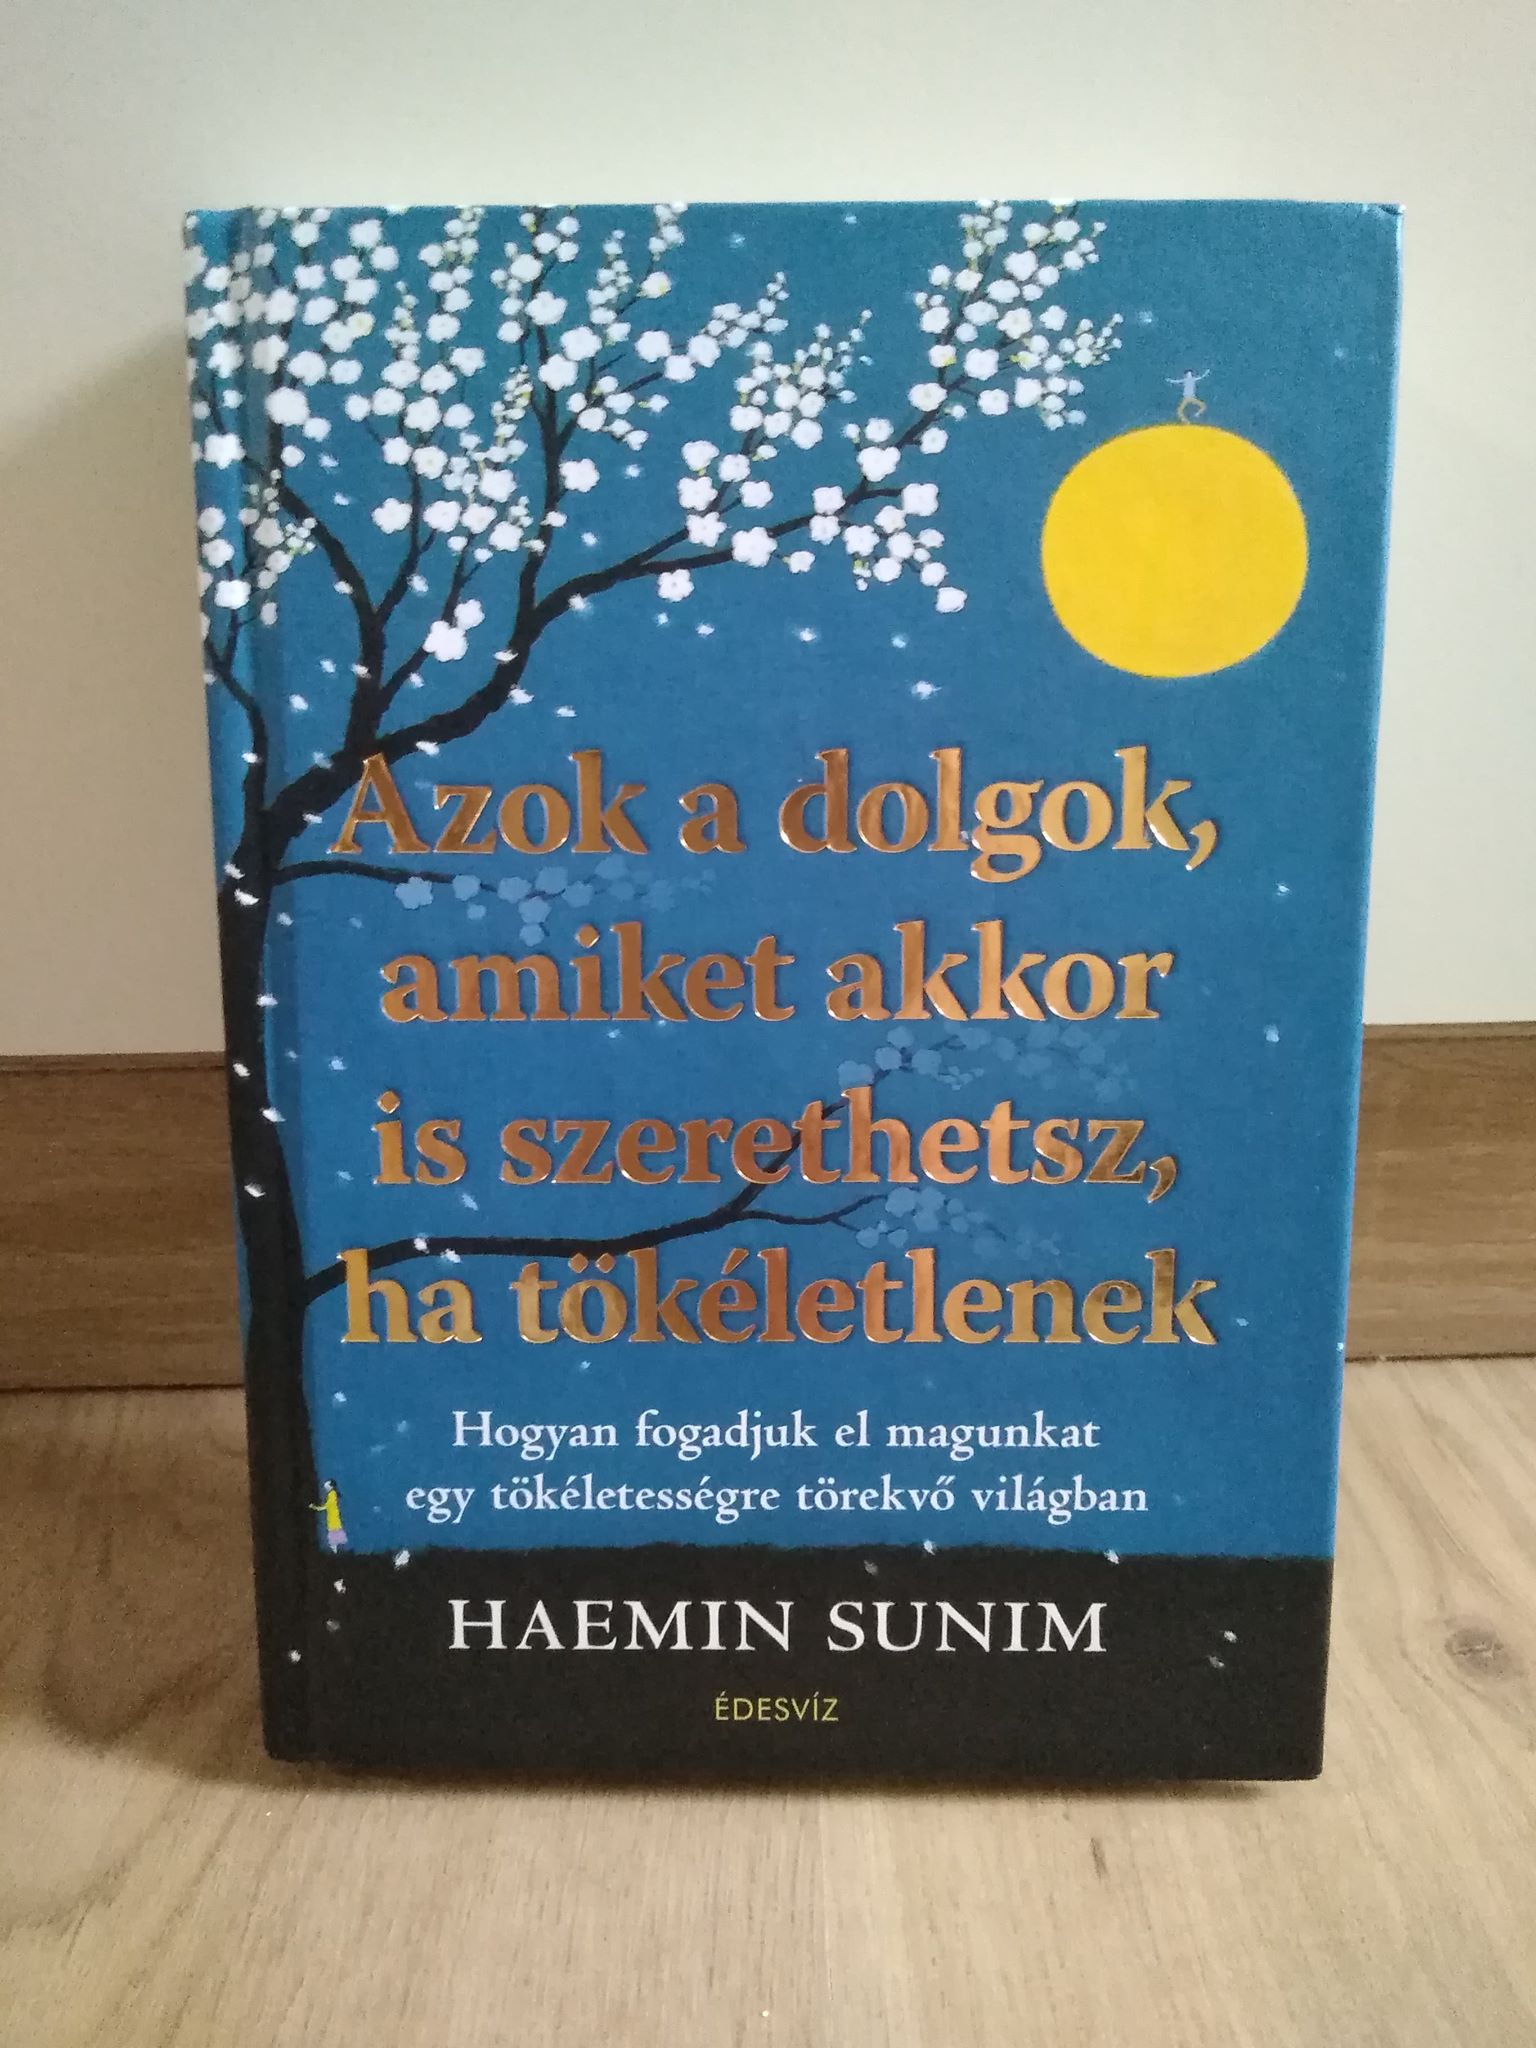 Azok a dolgok,
amiket akkor
is szerethetsz,
ha tökéletlenek
Hogyan fogadjuk el magunkat
egy tökéletességre törekvő világban
HAEMIN SUNIM
ÉDESVÍZ